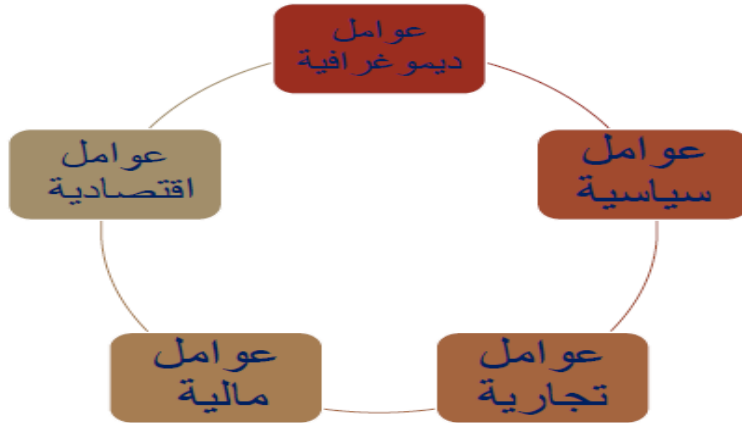 عوامل
ديموغرافية
عوامل
سياسية
عوامل
تجارية
عوامل
مالية
عوامل
اقتصادية